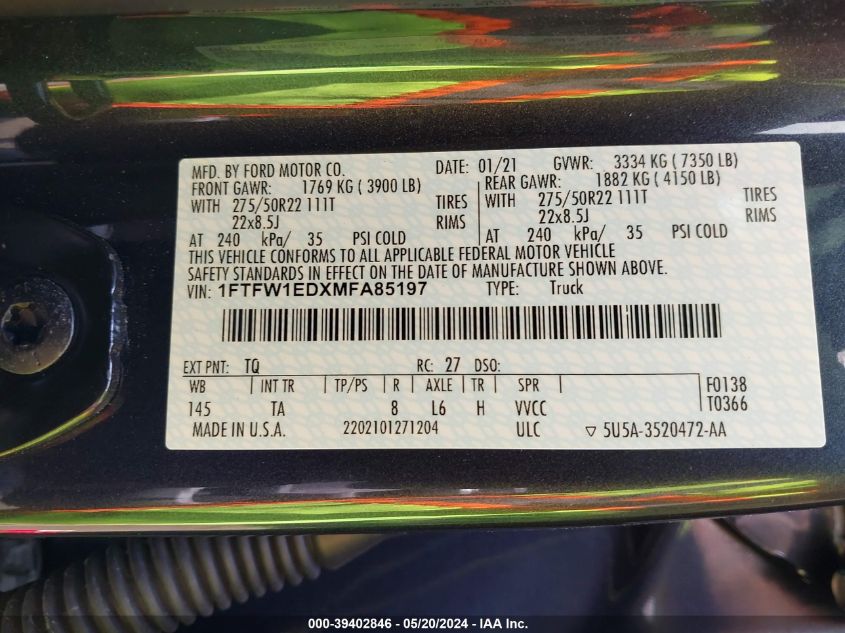 MFD. BY FORD MOTOR CO. DATE: 01/21 GVWR: 3334 KG ( 7350 LB)
FRONT GAWR: 1769 KG ( 3900 LB) REAR GAWR: 1882 KG ( 4150 LB)
WITH 275/50R22 111T TIRES WITH 275/50R22 111T TIRES
22x8.5J RIMS 22x8.5J RIMS
AT 240 kPa/ 35 PSI COLD AT 240 kPa/ 35 PSI COLD
THIS VEHICLE CONFORMS TO ALL APPLICABLE FEDERAL MOTOR VEHICLE
SAFETY STANDARDS IN EFFECT ON THE DATE OF MANUFACTURE SHOWN ABOVE.
VIN: 1FTFW1EDXMFA85197 TYPE: Truck
EXT PNT: TQ RC: 27 DSO:
WB INT TR TP/PS R AXLE TR SPR F0138
145 TA 8 L6 H VVCC T0366
MADE IN U.S.A. 2202101271204 ULC ▽ 5U5A-3520472-AA
000-39402846 - 05/20/2024 - IAA Inc.